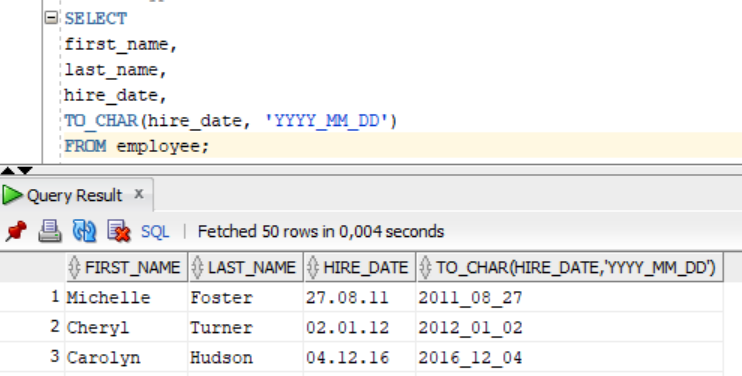 SELECT
first_name,
last_name,
hire_date,
TO_CHAR(hire_date, 'YYYY_MM_DD')
FROM employee;
Query Result x
SQL | Fetched 50 rows in 0,004 seconds
FIRST_NAME LAST_NAME HIRE_DATE TO_CHAR(HIRE_DATE,'YYYY_MM_DD')
1 Michelle Foster 27.08.11 2011_08_27
2 Cheryl Turner 02.01.12 2012_01_02
3 Carolyn Hudson 04.12.16 2016_12_04